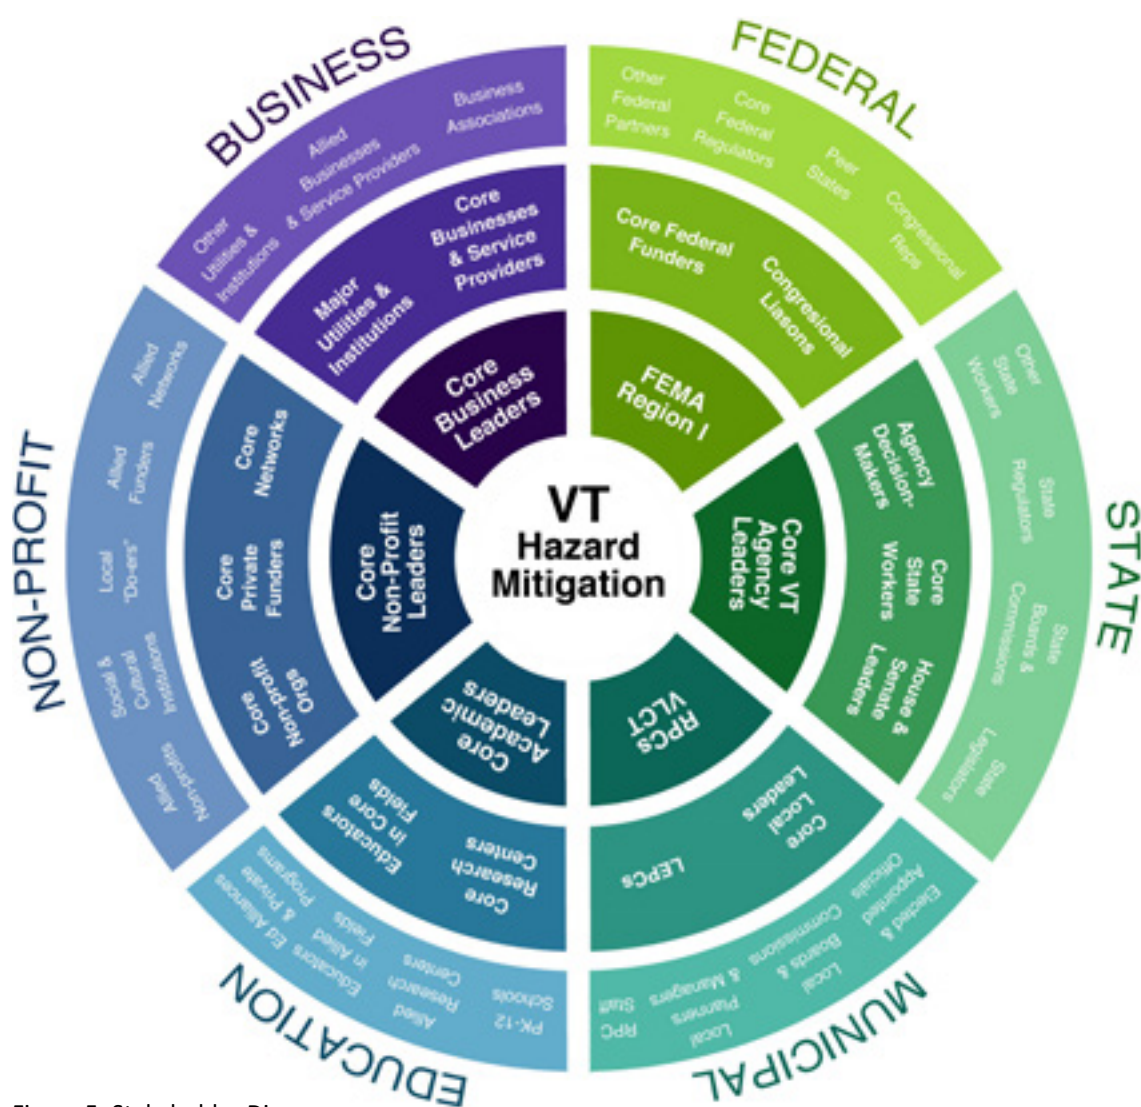 BUSINESS
Other
Utilities &
Institutions
Allied
Businesses
& Service Providers
Business
Associations
Major
Utilities &
Institutions
Core
Businesses
& Service
Providers
Core
Business
Leaders
FEDERAL
Other
Federal
Partners
Core
Federal
Regulators
Peer
States
Congressional
Reps
Core Federal
Funders
Congresional
Liasons
FEMA
Region I
STATE
Other
State
Workers
State
Regulators
State
Boards &
Commissions
State
Legislators
Agency
Decision-
Makers
Core
State
Workers
House &
Senate
Leaders
Core VT
Agency
Leaders
MUNICIPAL
Elected &
Appointed
Officials
Local
Boards &
Commissions
Local
Planners
& Managers
RPC
Staff
Core
Local
Leaders
LEPCs
RPCs
VLCT
EDUCATION
PK-12
Schools
Allied
Research
Centers
Educators
in Allied
Fields
Ed Alliances
& Private
Programs
Core
Research
Centers
Educators
in Core
Fields
Core
Academic
Leaders
NON-PROFIT
Allied
Non-profits
Social &
Cultural
Institutions
Local
"Do-ers"
Allied
Funders
Allied
Networks
Core
Non-profit
Orgs
Core
Private
Funders
Core
Networks
Core
Non-Profit
Leaders
VT
Hazard
Mitigation